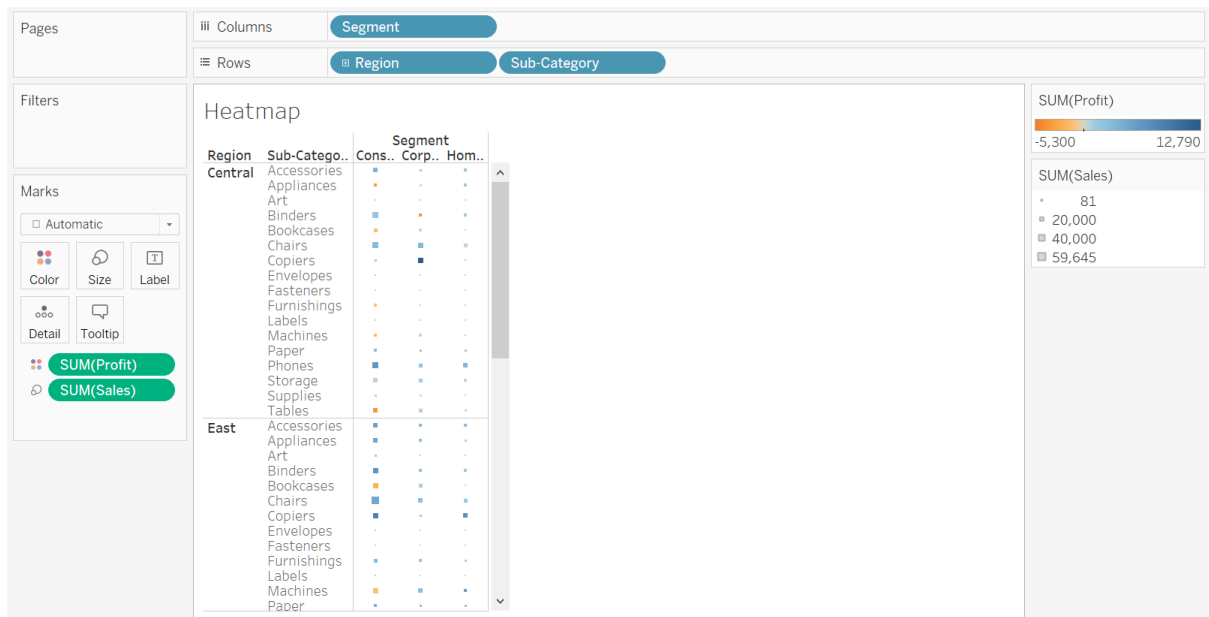 Pages
iii Columns Segment
Rows Region Sub-Category
Filters
Marks
Automatic
Color Size Label
Detail Tooltip
SUM(Profit)
SUM(Sales)
Heatmap
Segment
Region Sub-Catego.. Cons.. Corp.. Hom..
Central Accessories
Appliances
Art
Binders
Bookcases
Chairs
Copiers
Envelopes
Fasteners
Furnishings
Labels
Machines
Paper
Phones
Storage
Supplies
Tables
East Accessories
Appliances
Art
Binders
Bookcases
Chairs
Copiers
Envelopes
Fasteners
Furnishings
Labels
Machines
Paper
SUM(Profit)
-5,300 12,790
SUM(Sales)
81
20,000
40,000
59,645